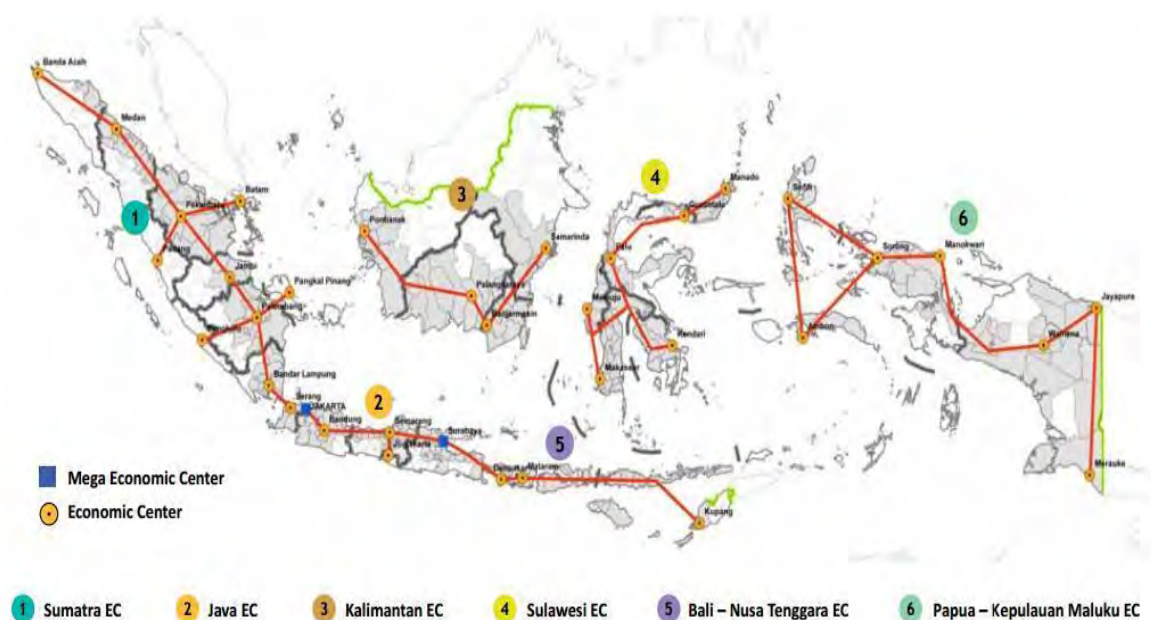 Banda Aceh
Medan
Batam
Pekanbaru
1
Padang
Jambi
Pangkal Pinang
Palembang
Bengkulu
Bandar Lampung
Serang
JAKARTA
Bandung
2
Semarang
Surabaya
Pontianak
3
Samarinda
Palangkaraya
Banjarmasin
4
Manado
Gorontalo
Palu
Mamuju
Kendari
Makassar
5
Denpasar
Mataram
Kupang
Sofifi
Sorong
Ambon
6
Manokwari
Jayapura
Wamena
Merauke
Mega Economic Center
Economic Center
1 Sumatra EC
2 Java EC
3 Kalimantan EC
4 Sulawesi EC
5 Bali – Nusa Tenggara EC
6 Papua – Kepulauan Maluku EC